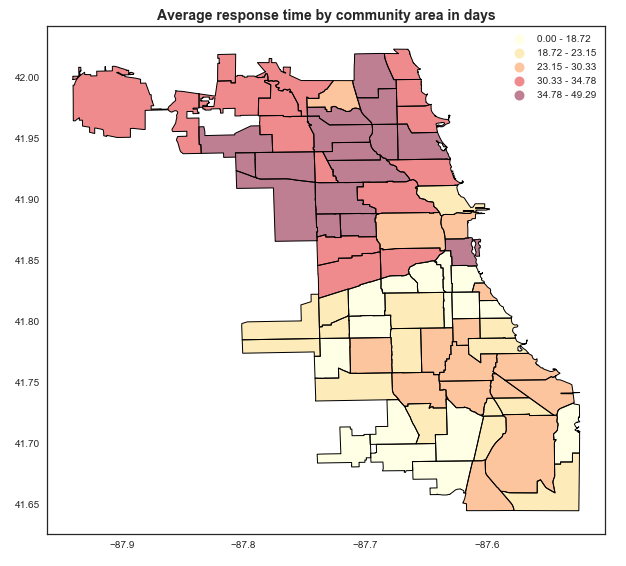 Average response time by community area in days
0.00 - 18.72
18.72 - 23.15
23.15 - 30.33
30.33 - 34.78
34.78 - 49.29
42.00
41.95
41.90
41.85
41.80
41.75
41.70
41.65
−87.9 −87.8 −87.7 −87.6